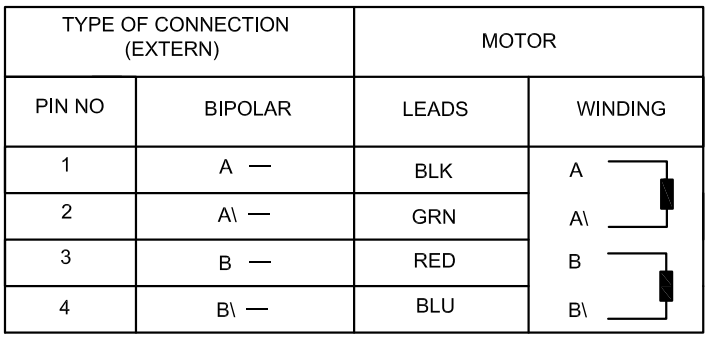 TYPE OF CONNECTION
(EXTERN)
MOTOR
PIN NO BIPOLAR LEADS WINDING
1 A — BLK A
2 A\ — GRN A\
3 B — RED B
4 B\ — BLU B\